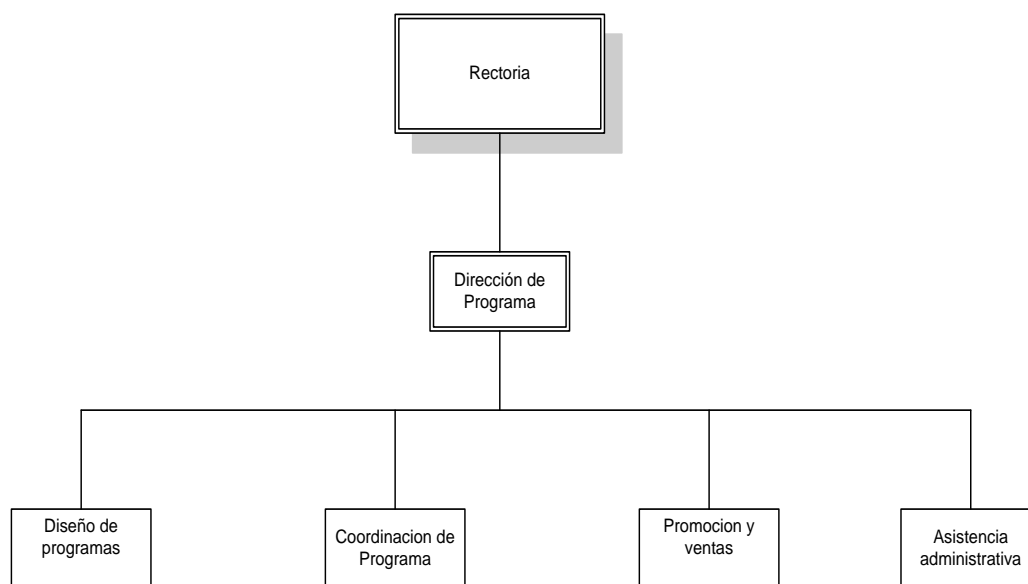 Rectoria
Dirección de
Programa
Diseño de
programas
Coordinacion de
Programa
Promocion y
ventas
Asistencia
administrativa